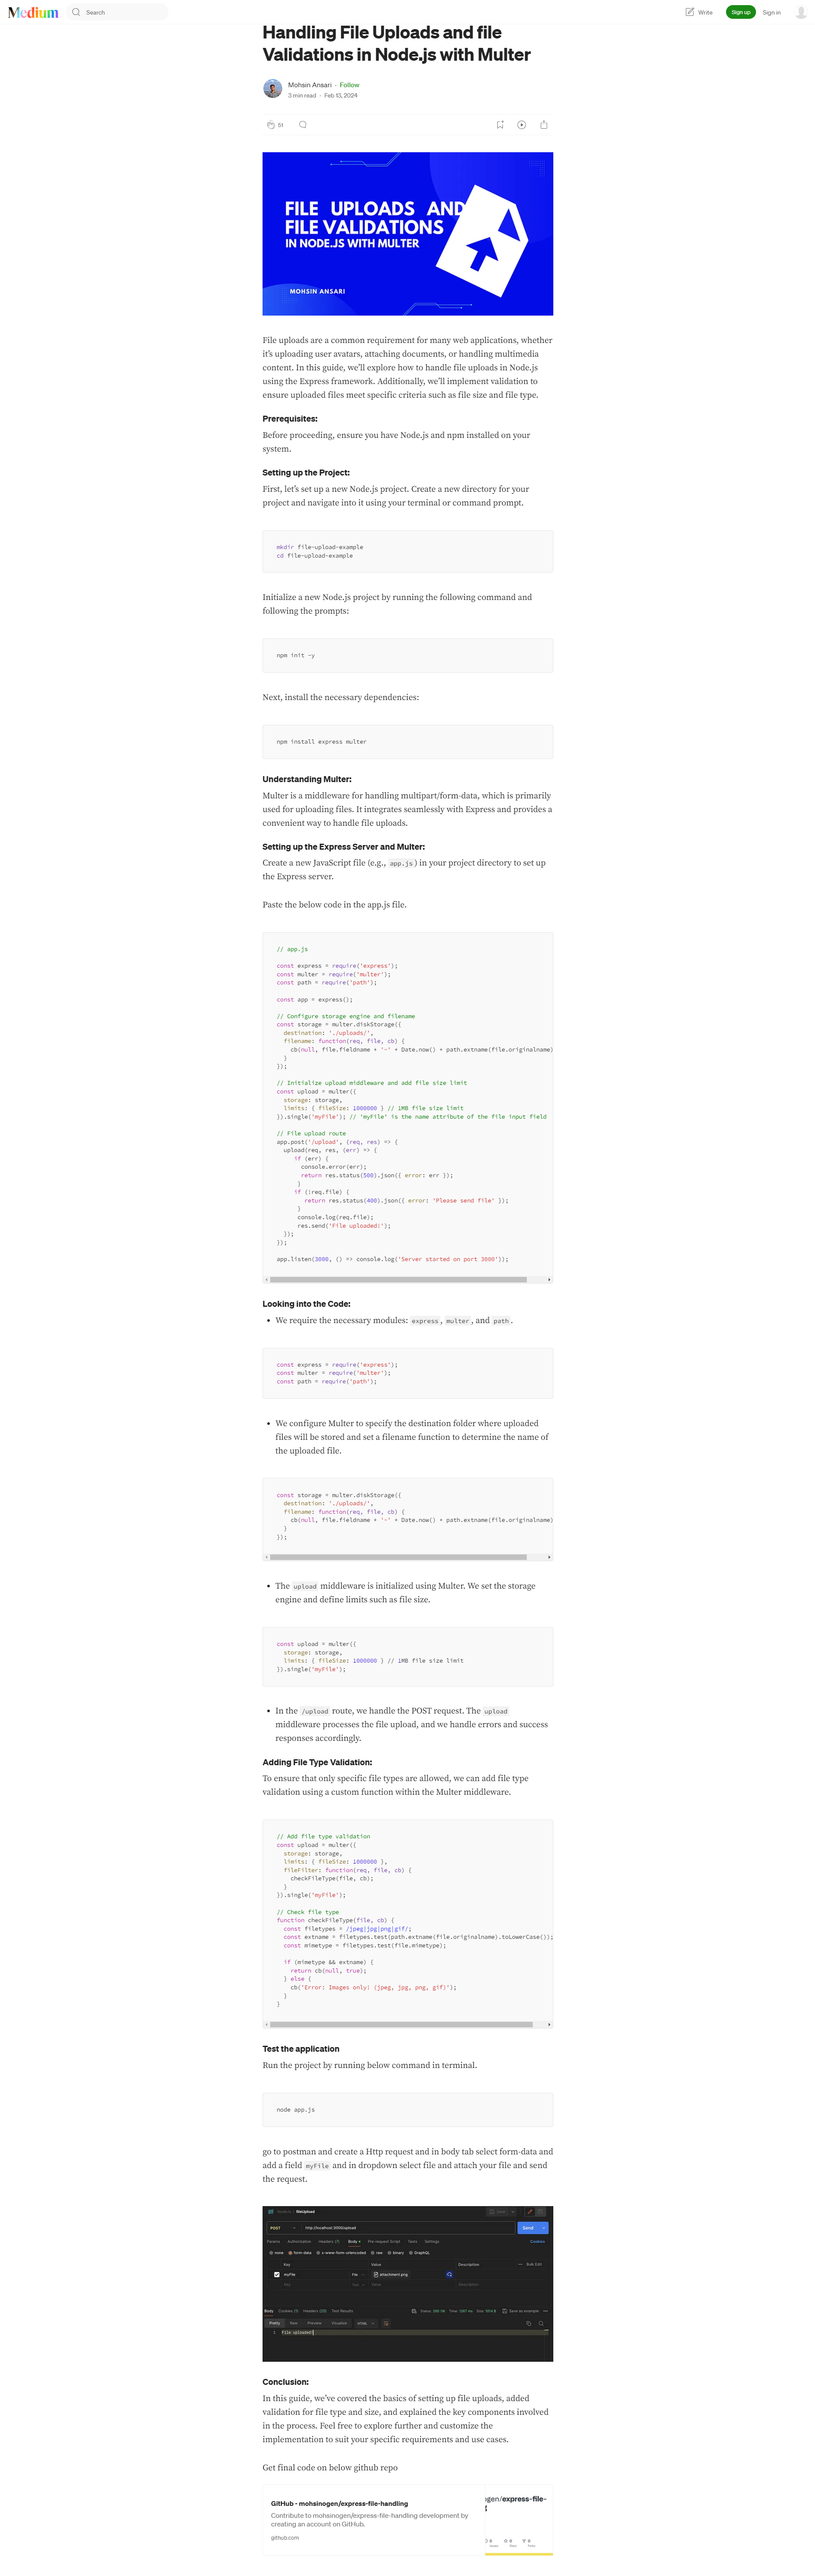 Medium
Search
Write
Sign up
Sign in
Handling File Uploads and file
Validations in Node.js with Multer
Mohsin Ansari · Follow
3 min read · Feb 13, 2024
51
FILE UPLOADS AND
FILE VALIDATIONS
IN NODE.JS WITH MULTER
MOHSIN ANSARI
File uploads are a common requirement for many web applications, whether
it's uploading user avatars, attaching documents, or handling multimedia
content. In this guide, we'll explore how to handle file uploads in Node.js
using the Express framework. Additionally, we'll implement validation to
ensure uploaded files meet specific criteria such as file size and file type.
Prerequisites:
Before proceeding, ensure you have Node.js and npm installed on your
system.
Setting up the Project:
First, let's set up a new Node.js project. Create a new directory for your
project and navigate into it using your terminal or command prompt.
mkdir file-upload-example
cd file-upload-example
Initialize a new Node.js project by running the following command and
following the prompts:
npm init -y
Next, install the necessary dependencies:
npm install express multer
Understanding Multer:
Multer is a middleware for handling multipart/form-data, which is primarily
used for uploading files. It integrates seamlessly with Express and provides a
convenient way to handle file uploads.
Setting up the Express Server and Multer:
Create a new JavaScript file (e.g., app.js) in your project directory to set up
the Express server.
Paste the below code in the app.js file.
// app.js
const express = require('express');
const multer = require('multer');
const path = require('path');
const app = express();
// Configure storage engine and filename
const storage = multer.diskStorage({
destination: './uploads/',
filename: function(req, file, cb) {
cb(null, file.fieldname + '-' + Date.now() + path.extname(file.originalname)
}
});
// Initialize upload middleware and add file size limit
const upload = multer({
storage: storage,
limits: { fileSize: 1000000 } // 1MB file size limit
}).single('myFile'); // 'myFile' is the name attribute of the file input field
// File upload route
app.post('/upload', (req, res) => {
upload(req, res, (err) => {
if (err) {
console.error(err);
return res.status(500).json({ error: err });
}
if (!req.file) {
return res.status(400).json({ error: 'Please send file' });
}
console.log(req.file);
res.send('File uploaded!');
});
});
app.listen(3000, () => console.log('Server started on port 3000'));
Looking into the Code:
• We require the necessary modules: express, multer, and path.
const express = require('express');
const multer = require('multer');
const path = require('path');
• We configure Multer to specify the destination folder where uploaded
files will be stored and set a filename function to determine the name of
the uploaded file.
const storage = multer.diskStorage({
destination: './uploads/',
filename: function(req, file, cb) {
cb(null, file.fieldname + '-' + Date.now() + path.extname(file.originalname)
}
});
• The upload middleware is initialized using Multer. We set the storage
engine and define limits such as file size.
const upload = multer({
storage: storage,
limits: { fileSize: 1000000 } // 1MB file size limit
}).single('myFile');
• In the /upload route, we handle the POST request. The upload
middleware processes the file upload, and we handle errors and success
responses accordingly.
Adding File Type Validation:
To ensure that only specific file types are allowed, we can add file type
validation using a custom function within the Multer middleware.
// Add file type validation
const upload = multer({
storage: storage,
limits: { fileSize: 1000000 },
fileFilter: function(req, file, cb) {
checkFileType(file, cb);
}
}).single('myFile');
// Check file type
function checkFileType(file, cb) {
const filetypes = /jpeg|jpg|png|gif/;
const extname = filetypes.test(path.extname(file.originalname).toLowerCase());
const mimetype = filetypes.test(file.mimetype);
if (mimetype && extname) {
return cb(null, true);
} else {
cb('Error: Images only! (jpeg, jpg, png, gif)');
}
}
Test the application
Run the project by running below command in terminal.
node app.js
go to postman and create a Http request and in body tab select form-data and
add a field myFile and in dropdown select file and attach your file and send
the request.
fileUpload
POST http://localhost:3000/upload Send
Params Authorization Headers Body Pre-request Script Tests Settings Cookies
none form-data x-www-form-urlencoded raw binary GraphQL
Key Value Description Bulk Edit
myFile File attachment.png
Key Text Value Description
Body Cookies Headers Test Results Save as example
Pretty Raw Preview Visualize HTML
1 File uploaded!
Conclusion:
In this guide, we've covered the basics of setting up file uploads, added
validation for file type and size, and explained the key components involved
in the process. Feel free to explore further and customize the
implementation to suit your specific requirements and use cases.
Get final code on below github repo
GitHub - mohsinogen/express-file-handling
Contribute to mohsinogen/express-file-handling development by
creating an account on GitHub.
github.com
ogen/express-file-